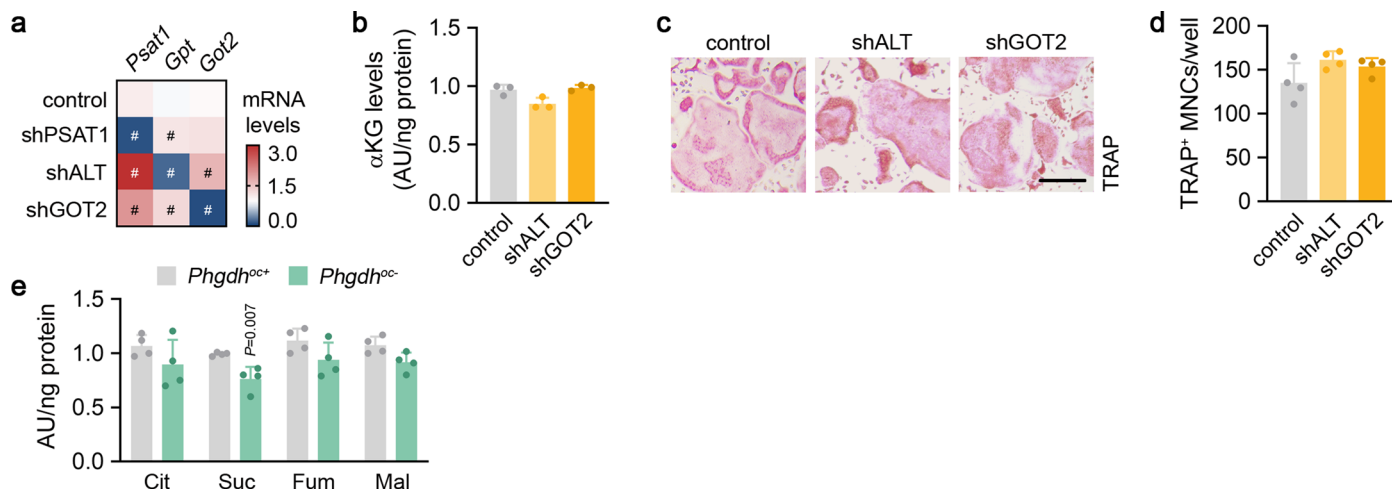 a
Psat1
Gpt
Got2
control
shPSAT1
#
#
shALT
#
#
#
shGOT2
#
#
#
mRNA
levels
3.0
1.5
0.0
b
αKG levels
(AU/ng protein)
1.5
1.0
0.5
0.0
control
shALT
shGOT2
c
control
shALT
shGOT2
TRAP
d
TRAP⁺ MNCs/well
200
150
100
50
0
control
shALT
shGOT2
e
Phgdhᵒᶜ⁺
Phgdhᵒᶜ⁻
AU/ng protein
1.5
1.0
0.5
0.0
P=0.007
Cit
Suc
Fum
Mal